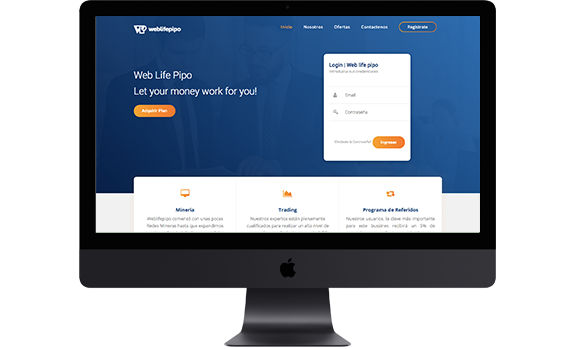 weblifepipo
Inicio Nosotros Ofertas Contactenos Registrate
Web Life Pipo
Let your money work for you!
Adquirir Plan
Login | Web life pipo
Introduzca sus credenciales
Email
Contraseña
Olvidaste la Contraseña?
Ingresar
Minería Trading Programa de Referidos
Weblifepipo comenzó con unas pocas
Redes Mineras hasta que expandimos
Nuestros expertos están plenamente
cualificados para realizar un alto nivel de
Nuestros usuarios, la clave más importante
para este bussines recibirá un 5% de